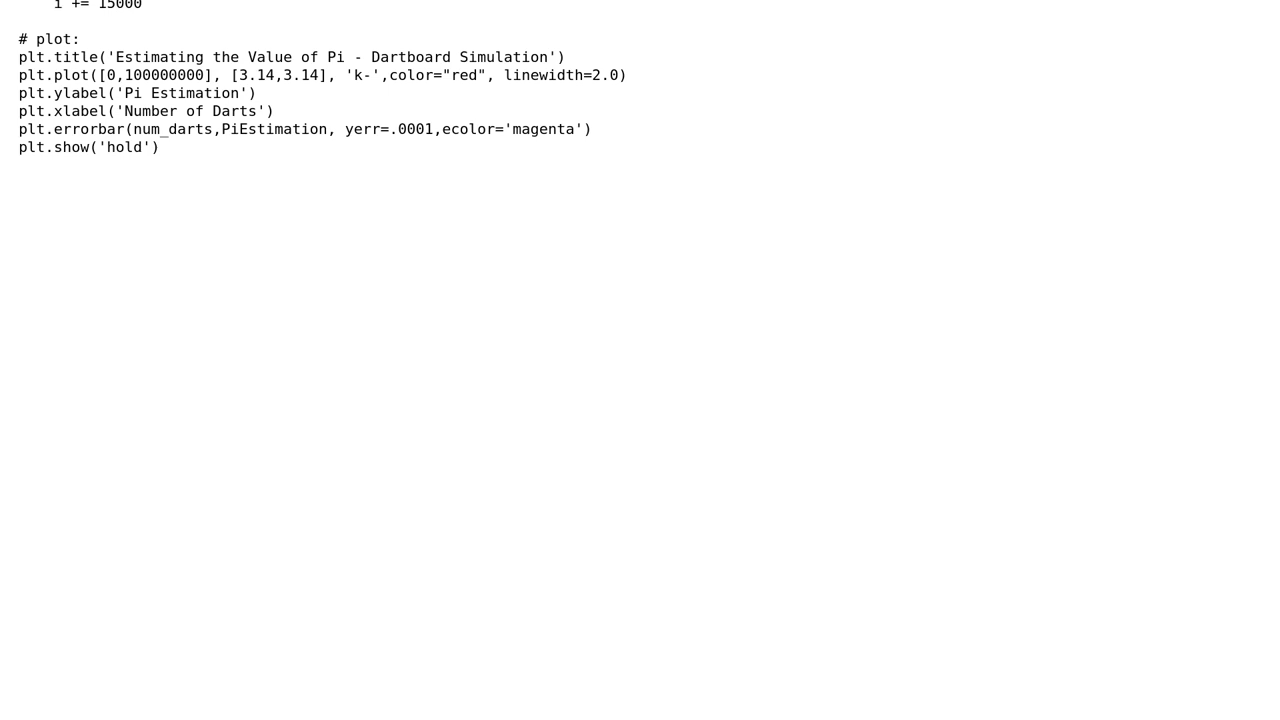 i += 15000

# plot:
plt.title('Estimating the Value of Pi - Dartboard Simulation')
plt.plot([0,100000000], [3.14,3.14], 'k-',color="red", linewidth=2.0)
plt.ylabel('Pi Estimation')
plt.xlabel('Number of Darts')
plt.errorbar(num_darts,PiEstimation, yerr=.0001,ecolor='magenta')
plt.show('hold')